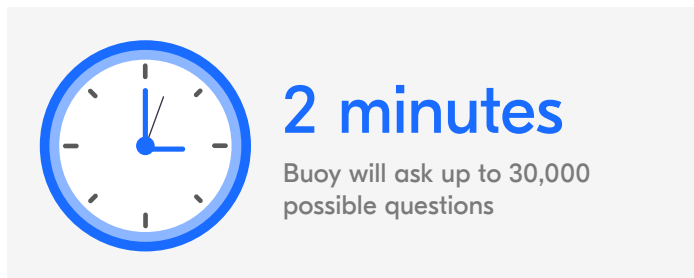 2 minutes
Buoy will ask up to 30,000
possible questions